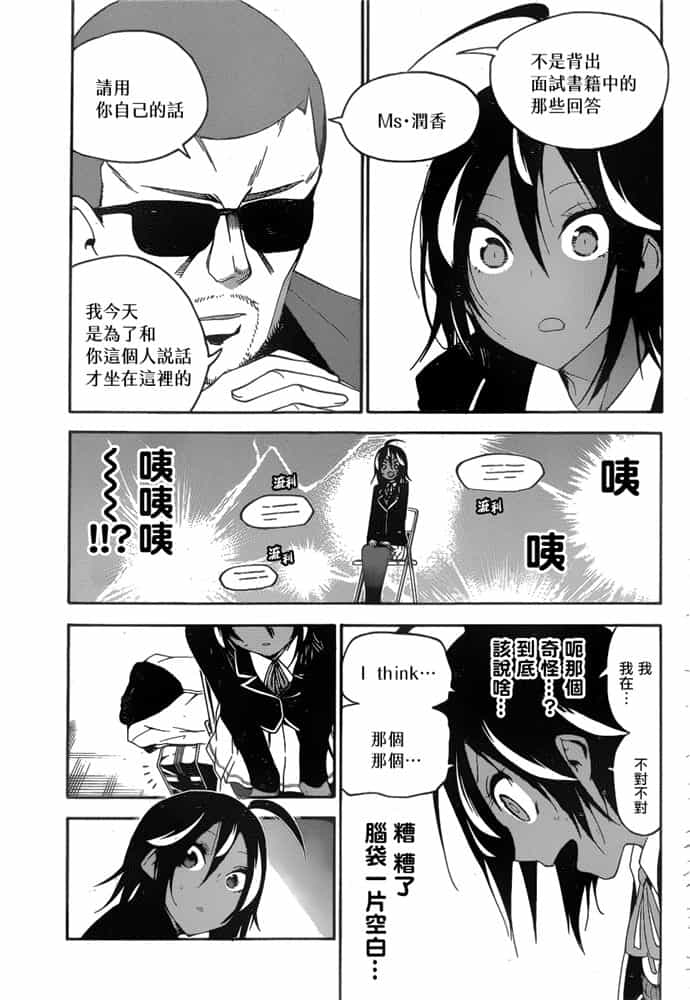 不是背出
面試書籍中的
那些回答
Ms·潤香
請用
你自己的話
我今天
是為了和
你這個人説話
才坐在這裡的
咦
咦
流利
流利
流利
咦咦咦
～～～!!?
我
我在…
不對不對
呃那個
奇怪…?
到底
該說啥…
I think…
那個
那個…
糟 糟了
腦袋一片空白…